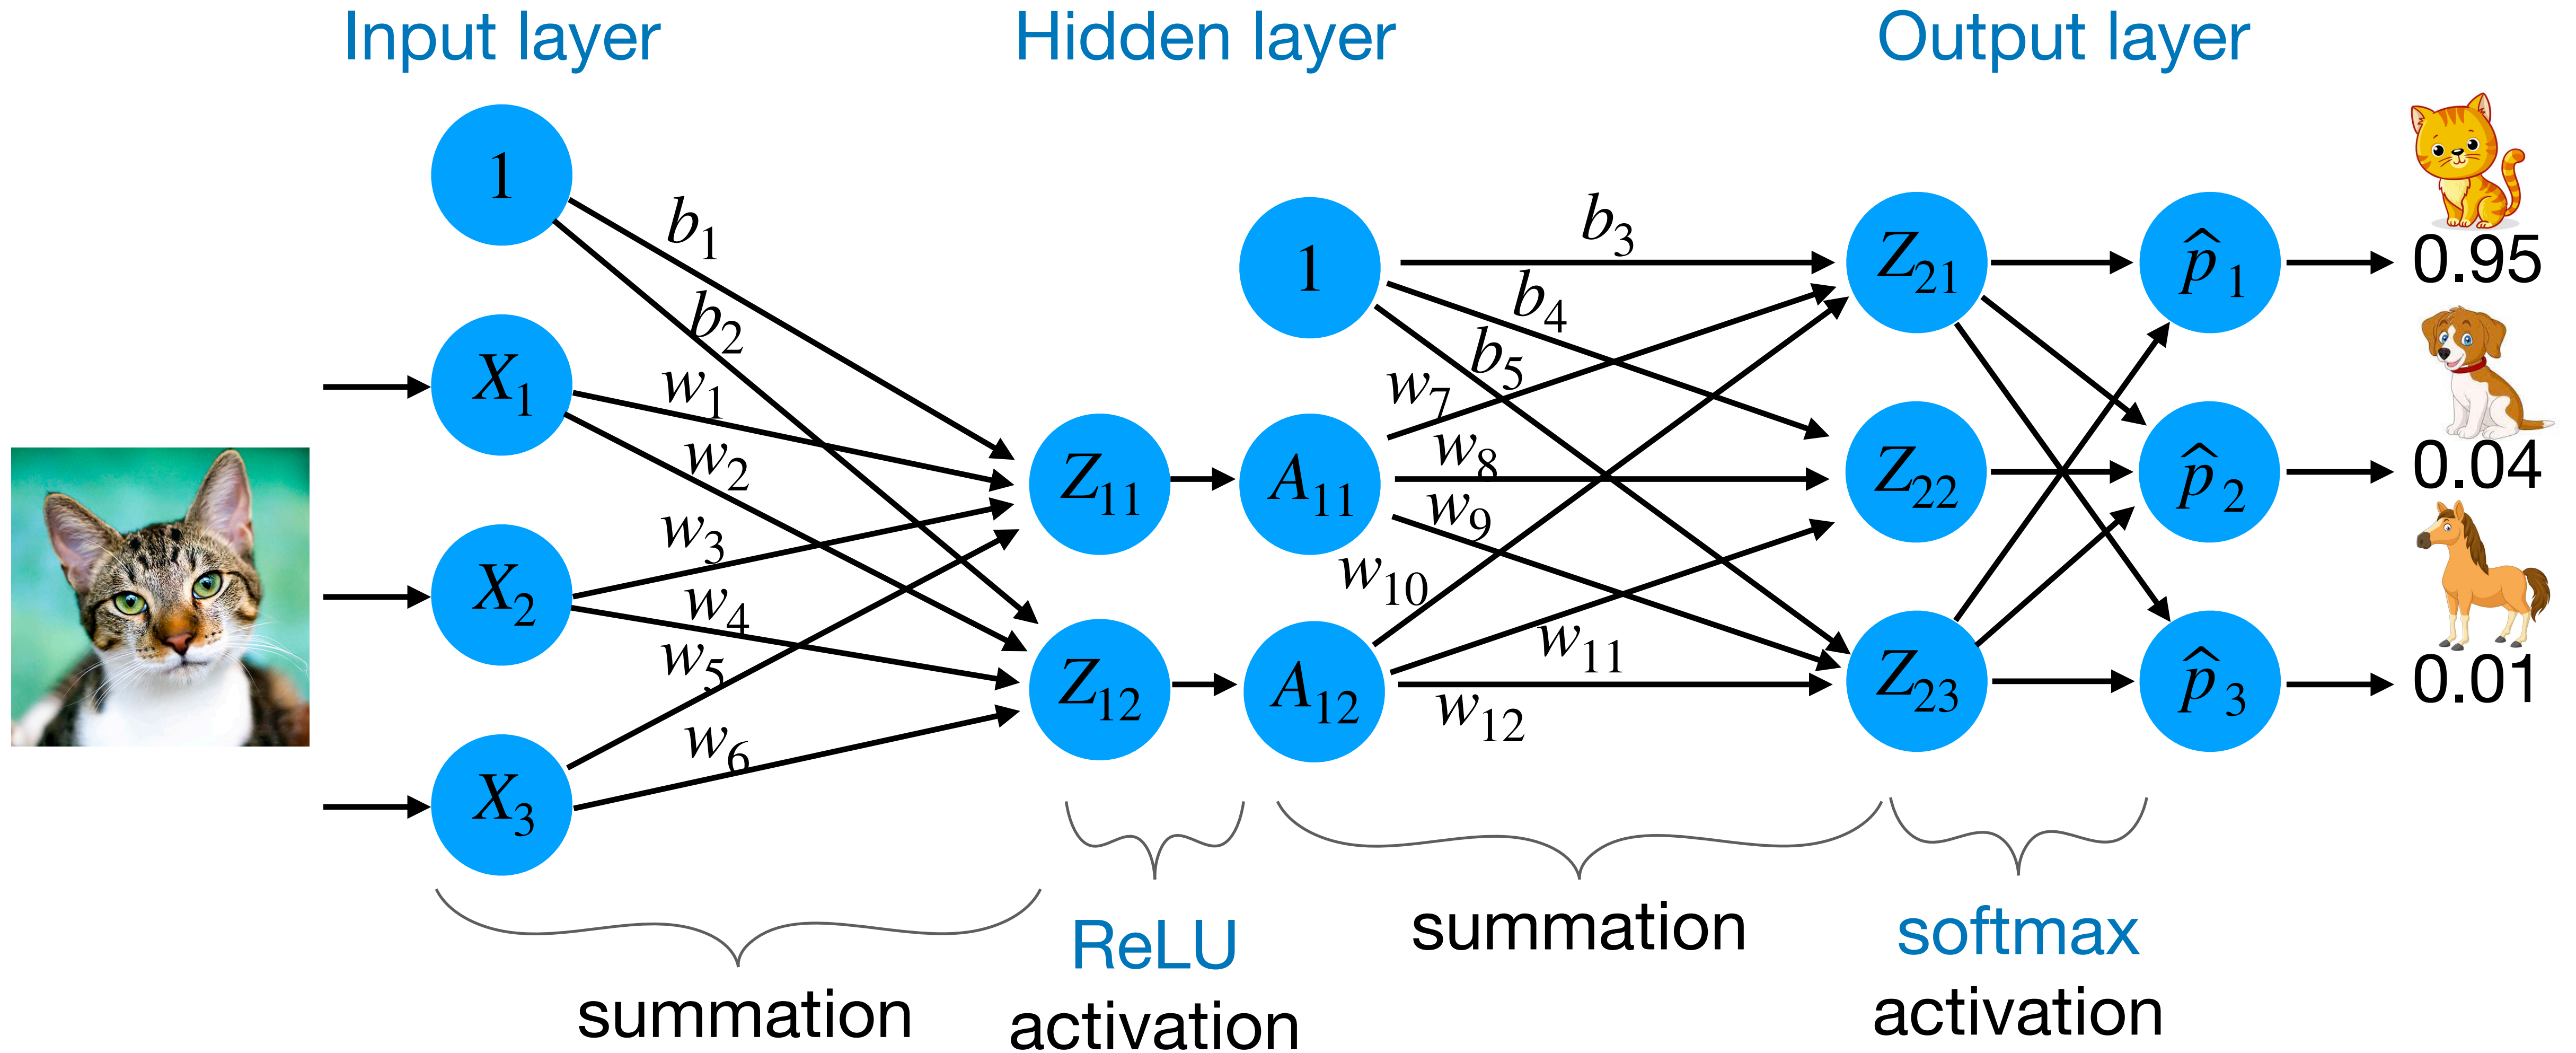 Input layer
Hidden layer
Output layer
1
X₁
X₂
X₃
b₁
b₂
w₁
w₂
w₃
w₄
w₅
w₆
Z₁₁
Z₁₂
1
A₁₁
A₁₂
b₃
b₄
b₅
w₇
w₈
w₉
w₁₀
w₁₁
w₁₂
Z₂₁
Z₂₂
Z₂₃
p̂₁
p̂₂
p̂₃
0.95
0.04
0.01
summation
ReLU
activation
summation
softmax
activation